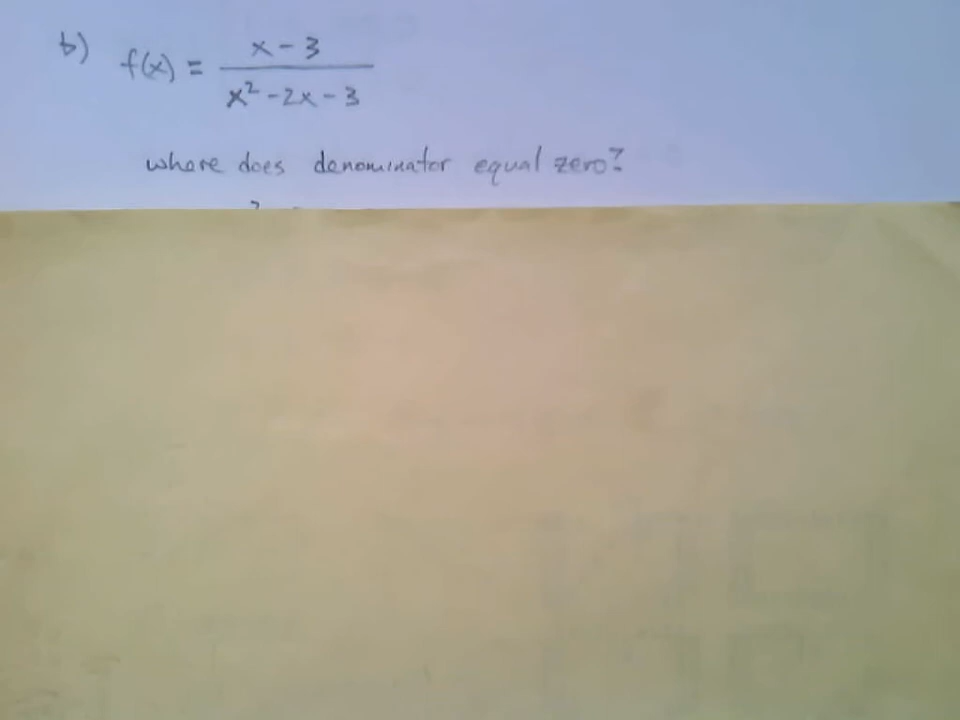 b) f(x) = x - 3
x² - 2x - 3
where does denominator equal zero?